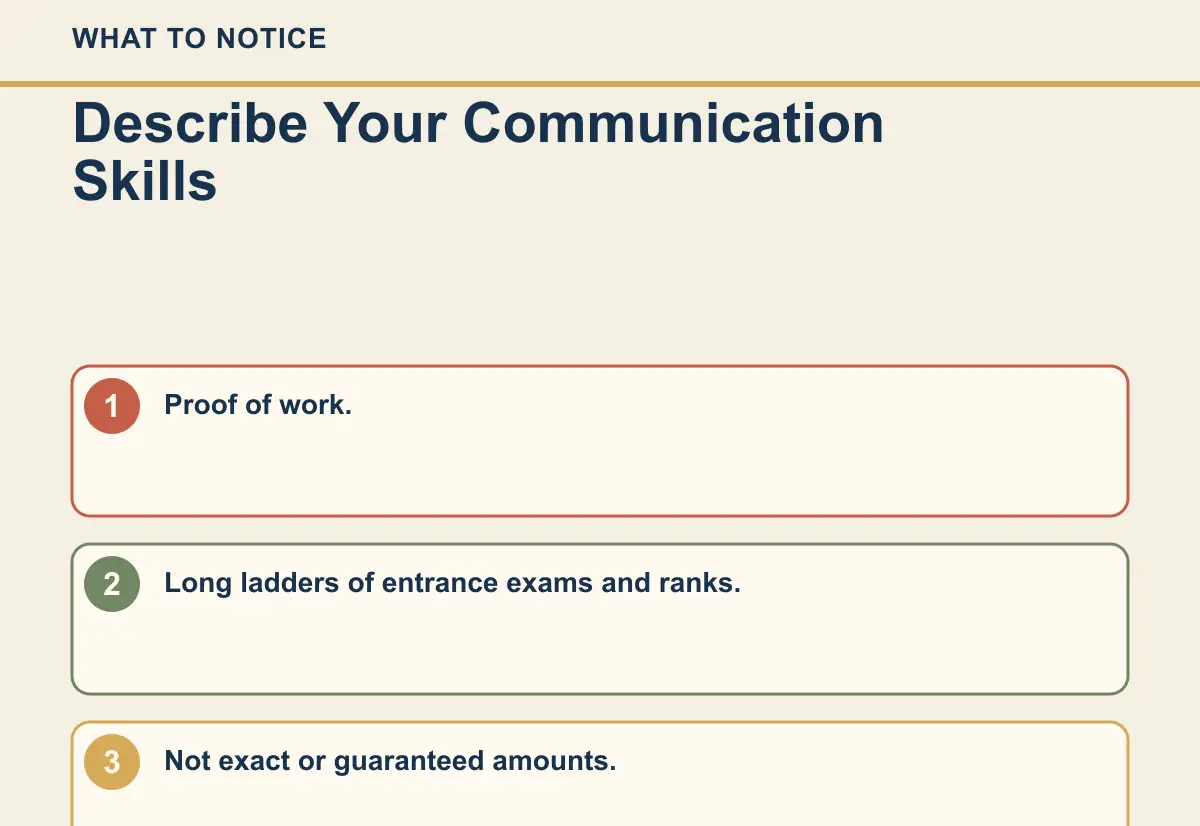 WHAT TO NOTICE
Describe Your Communication
Skills
1
Proof of work.
2
Long ladders of entrance exams and ranks.
3
Not exact or guaranteed amounts.